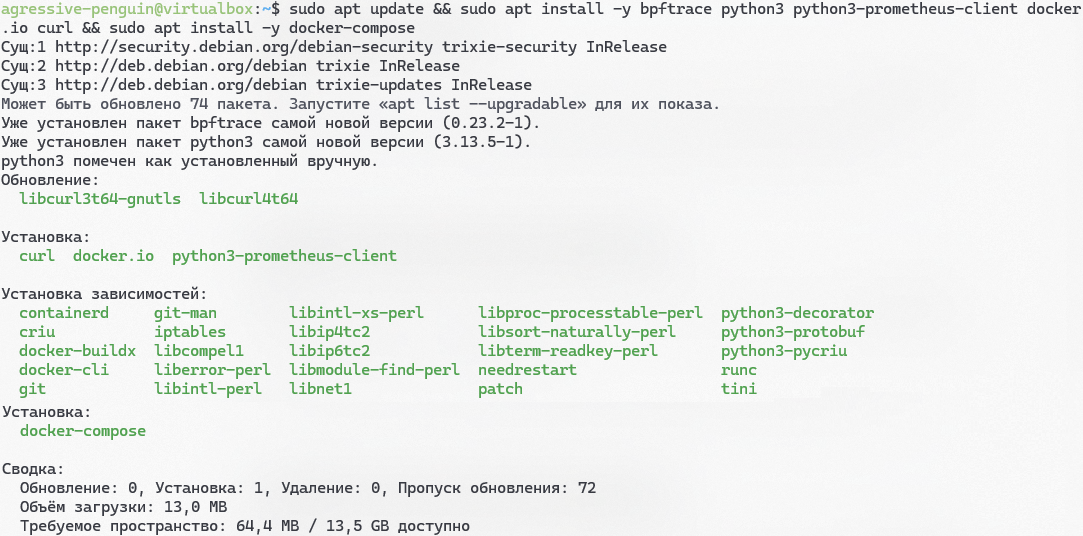 agressive-penguin@virtualbox:~$ sudo apt update && sudo apt install -y bpftrace python3 python3-prometheus-client docker
.io curl && sudo apt install -y docker-compose
Сущ:1 http://security.debian.org/debian-security trixie-security InRelease
Сущ:2 http://deb.debian.org/debian trixie InRelease
Сущ:3 http://deb.debian.org/debian trixie-updates InRelease
Может быть обновлено 74 пакета. Запустите «apt list --upgradable» для их показа.
Уже установлен пакет bpftrace самой новой версии (0.23.2-1).
Уже установлен пакет python3 самой новой версии (3.13.5-1).
python3 помечен как установленный вручную.
Обновление:
  libcurl3t64-gnutls  libcurl4t64

Установка:
  curl  docker.io  python3-prometheus-client

Установка зависимостей:
  containerd     git-man        libintl-xs-perl      libproc-processtable-perl  python3-decorator
  criu           iptables       libip4tc2            libsort-naturally-perl     python3-protobuf
  docker-buildx  libcompel1     libip6tc2            libterm-readkey-perl       python3-pycriu
  docker-cli     liberror-perl  libmodule-find-perl  needrestart                runc
  git            libintl-perl   libnet1              patch                      tini
Установка:
  docker-compose

Сводка:
  Обновление: 0, Установка: 1, Удаление: 0, Пропуск обновления: 72
  Объём загрузки: 13,0 MB
  Требуемое пространство: 64,4 MB / 13,5 GB доступно